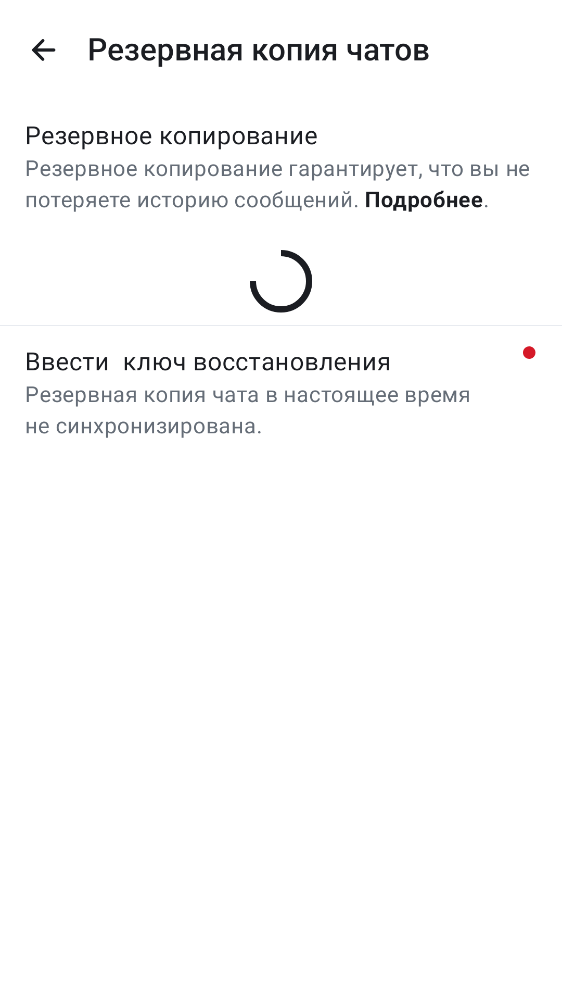 Резервная копия чатов
Резервное копирование
Резервное копирование гарантирует, что вы не
потеряете историю сообщений. Подробнее.
Ввести  ключ восстановления
Резервная копия чата в настоящее время
не синхронизирована.